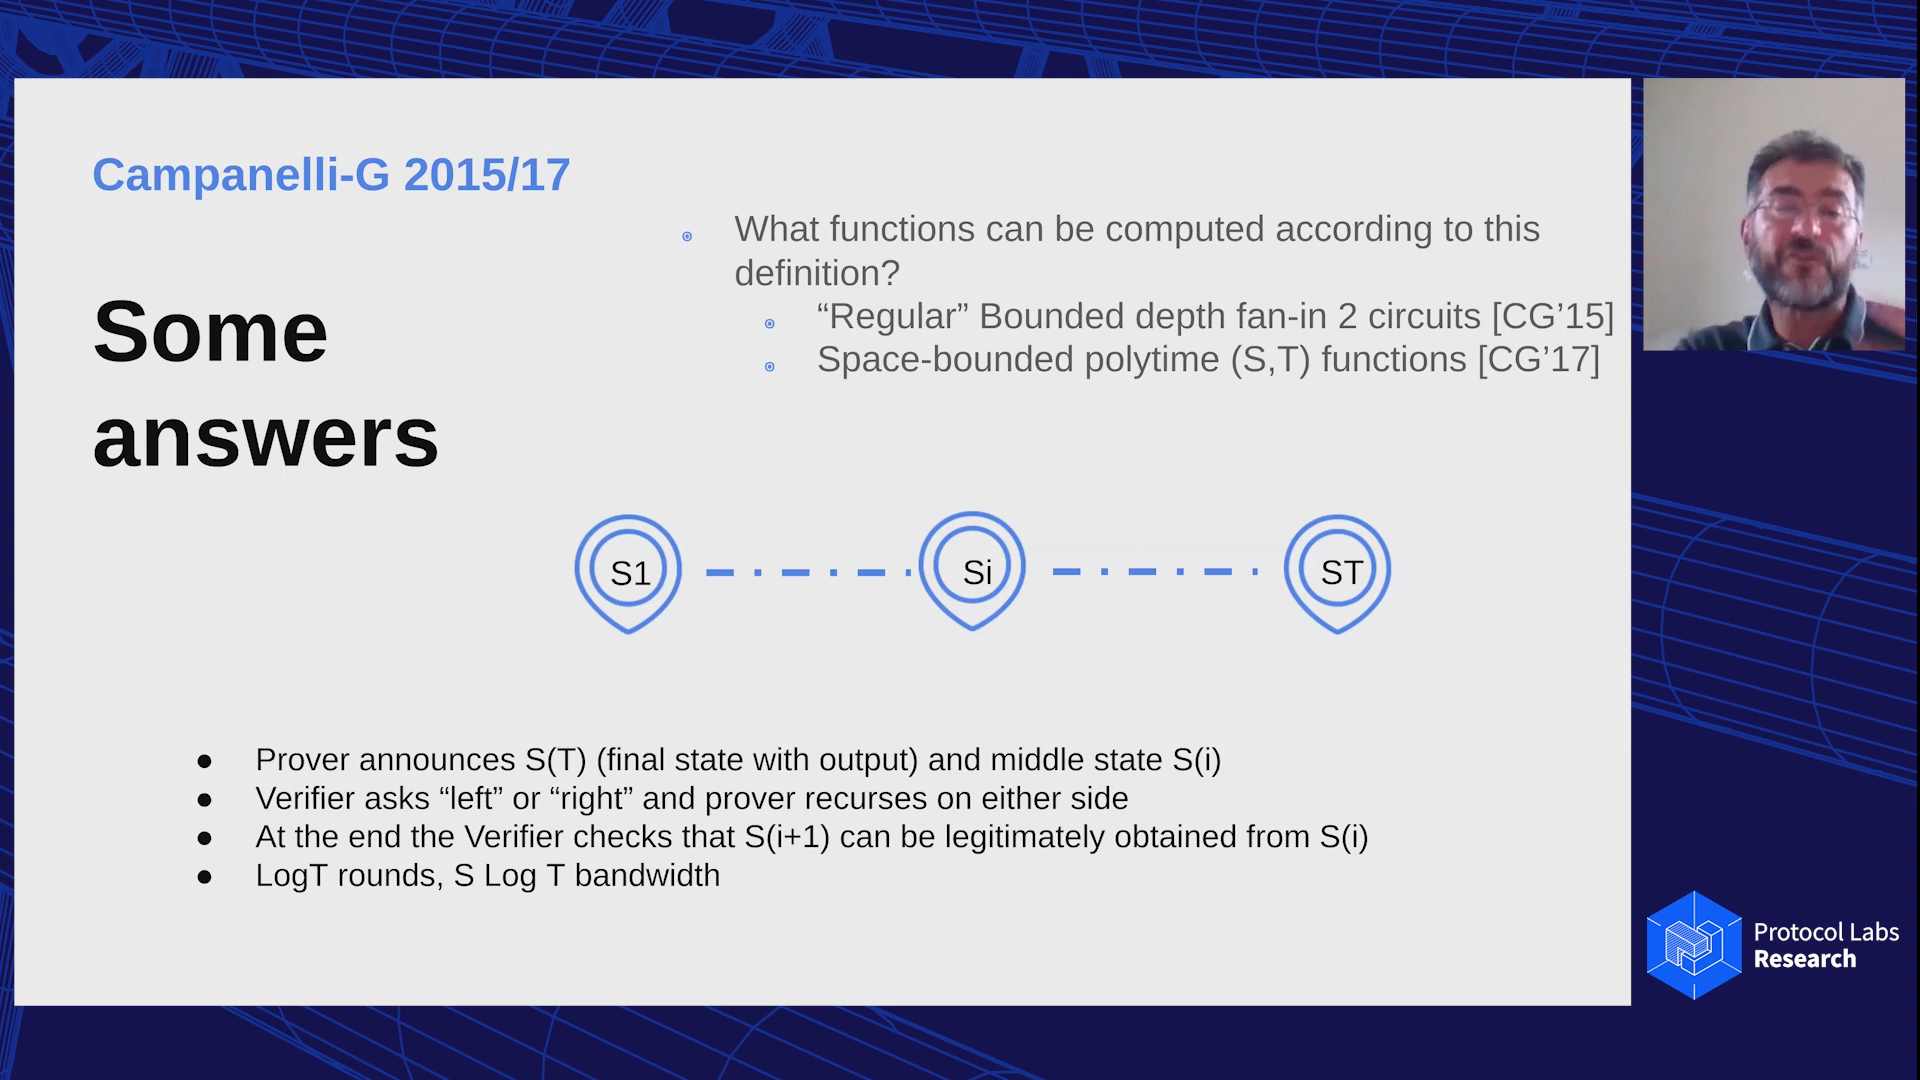 Campanelli-G 2015/17
Some
answers
What functions can be computed according to this
definition?
“Regular” Bounded depth fan-in 2 circuits [CG’15]
Space-bounded polytime (S,T) functions [CG’17]
S1
Si
ST
Prover announces S(T) (final state with output) and middle state S(i)
Verifier asks “left” or “right” and prover recurses on either side
At the end the Verifier checks that S(i+1) can be legitimately obtained from S(i)
LogT rounds, S Log T bandwidth
Protocol Labs
Research